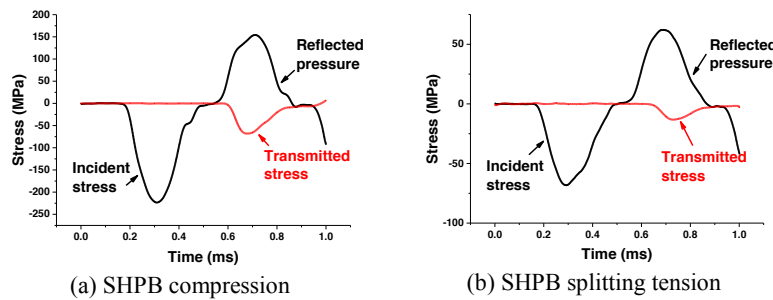 200
150
100
50
0
-50
-100
-150
-200
-250
Stress (MPa)
Reflected
pressure
Incident
stress
Transmitted
stress
0.0 0.2 0.4 0.6 0.8 1.0
Time (ms)
(a) SHPB compression
50
0
-50
-100
Stress (MPa)
Reflected
pressure
Incident
stress
Transmitted
stress
0.0 0.2 0.4 0.6 0.8 1.0
Time (ms)
(b) SHPB splitting tension